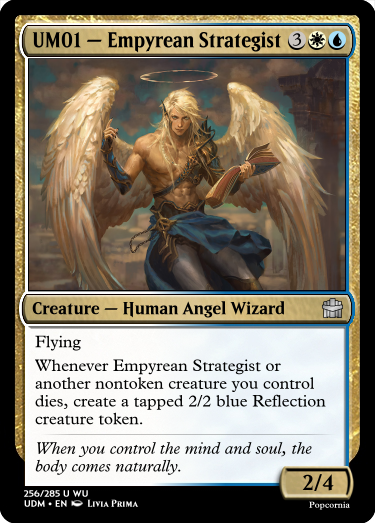 UM01 — Empyrean Strategist 3
Creature — Human Angel Wizard
Flying
Whenever Empyrean Strategist or
another nontoken creature you control
dies, create a tapped 2/2 blue Reflection
creature token.
When you control the mind and soul, the
body comes naturally.
2/4
256/285 U WU
UDM • EN Livia Prima
Popcornia